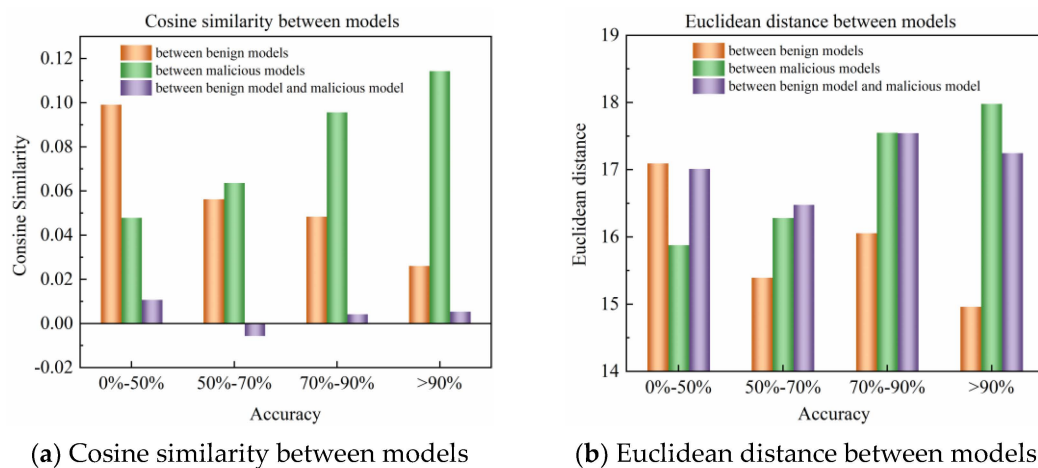 Cosine similarity between models
between benign models
between malicious models
between benign model and malicious model
Consine Similarity
0.12
0.10
0.08
0.06
0.04
0.02
0.00
-0.02
0%-50%
50%-70%
70%-90%
>90%
Accuracy
(a) Cosine similarity between models
Euclidean distance between models
between benign models
between malicious models
between benign model and malicious model
Euclidean distance
19
18
17
16
15
14
0%-50%
50%-70%
70%-90%
>90%
Accuracy
(b) Euclidean distance between models